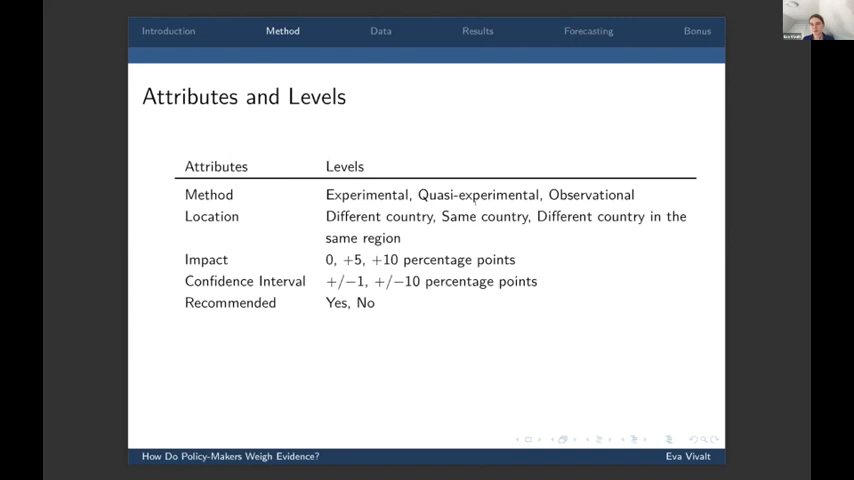 Introduction Method Data Results Forecasting Bonus
Attributes and Levels
Attributes Levels
Method Experimental, Quasi-experimental, Observational
Location Different country, Same country, Different country in the
same region
Impact 0, +5, +10 percentage points
Confidence Interval +/−1, +/−10 percentage points
Recommended Yes, No
How Do Policy-Makers Weigh Evidence? Eva Vivalt
Eva Vivalt